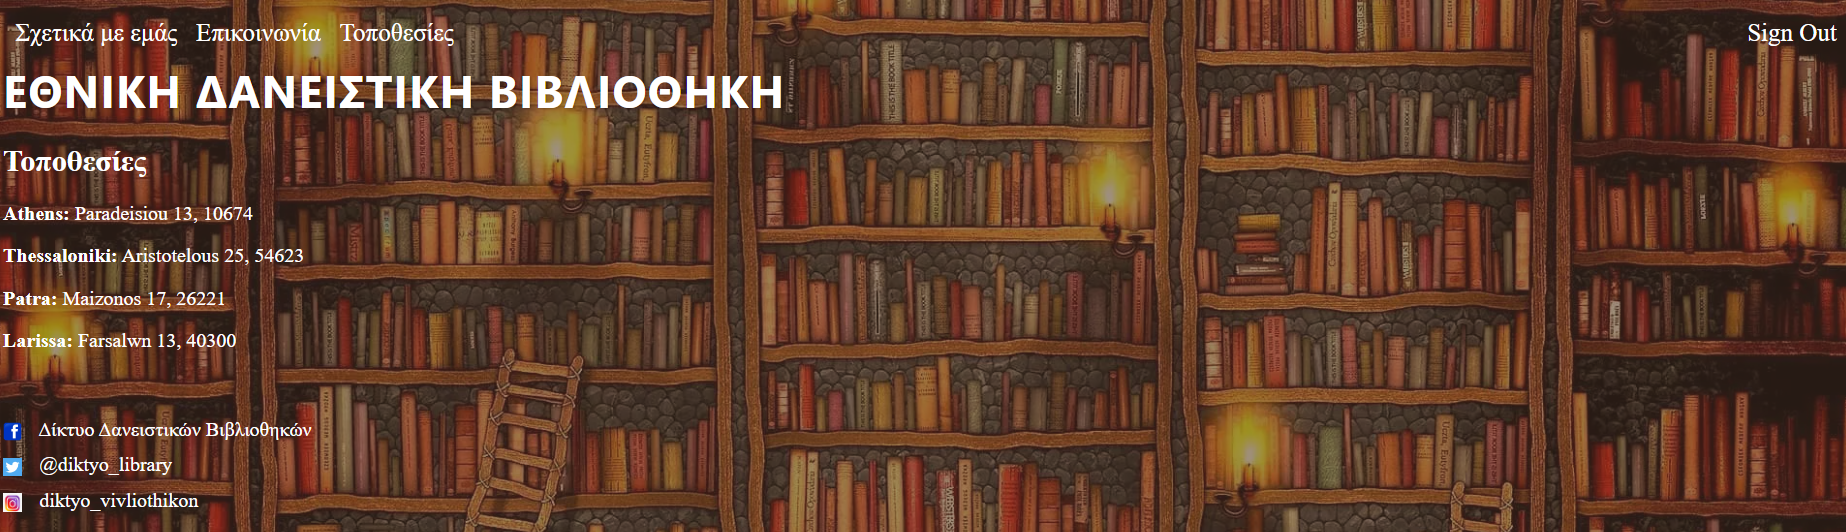 Σχετικά με εμάς Επικοινωνία Τοποθεσίες Sign Out
ΕΘΝΙΚΗ ΔΑΝΕΙΣΤΙΚΗ ΒΙΒΛΙΟΘΗΚΗ
Τοποθεσίες
Athens: Paradeisiou 13, 10674
Thessaloniki: Aristotelous 25, 54623
Patra: Maizonos 17, 26221
Larissa: Farsalwn 13, 40300
Δίκτυο Δανειστικών Βιβλιοθηκών
@diktyo_library
diktyo_vivliothikon